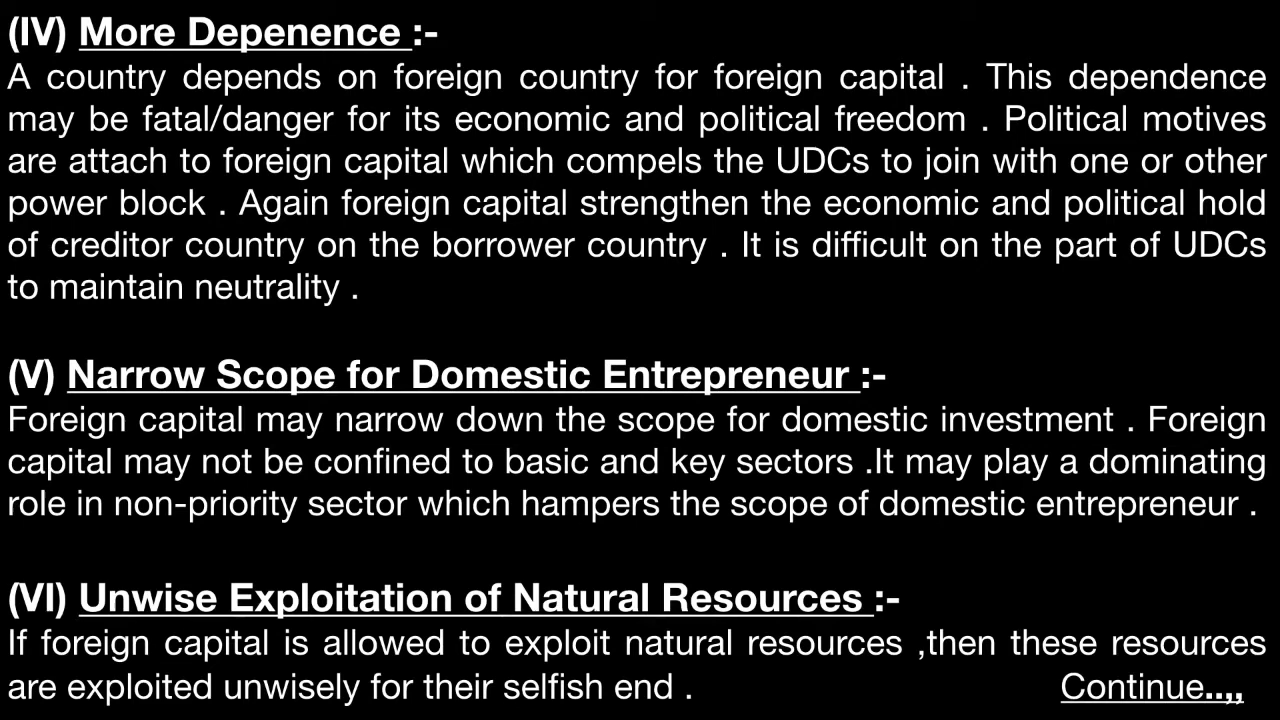 (IV) More Depenence :-
A country depends on foreign country for foreign capital . This dependence
may be fatal/danger for its economic and political freedom . Political motives
are attach to foreign capital which compels the UDCs to join with one or other
power block . Again foreign capital strengthen the economic and political hold
of creditor country on the borrower country . It is difficult on the part of UDCs
to maintain neutrality .
(V) Narrow Scope for Domestic Entrepreneur :-
Foreign capital may narrow down the scope for domestic investment . Foreign
capital may not be confined to basic and key sectors .It may play a dominating
role in non-priority sector which hampers the scope of domestic entrepreneur .
(VI) Unwise Exploitation of Natural Resources :-
If foreign capital is allowed to exploit natural resources ,then these resources
are exploited unwisely for their selfish end .
Continue..,,